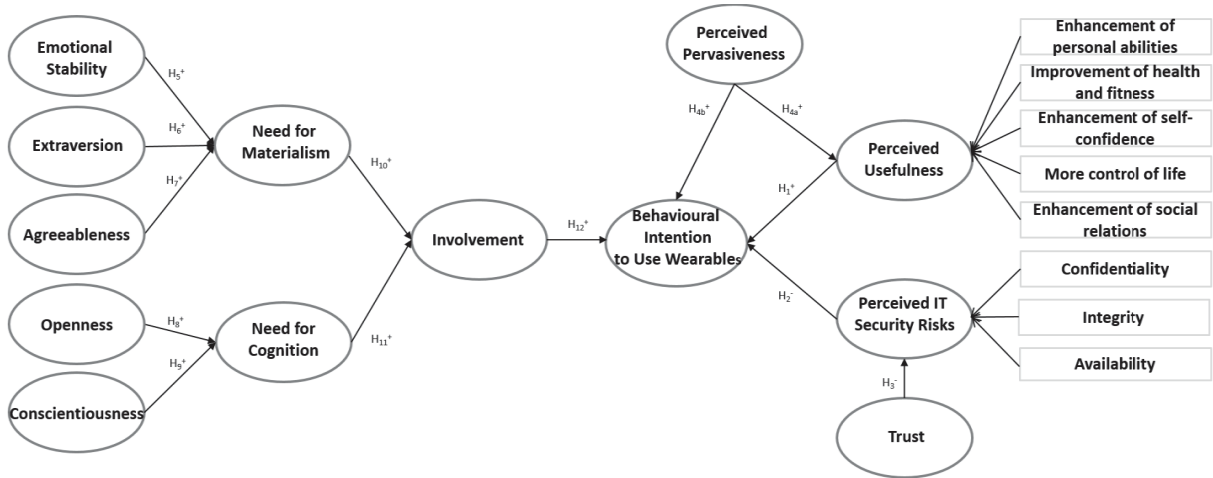 Emotional
Stability
Extraversion
Agreeableness
Openness
Conscientiousness
H5+
H6+
H7+
H8+
H9+
Need for
Materialism
Need for
Cognition
H10+
H11+
Involvement
H12+
Perceived
Pervasiveness
H4b+
H4a+
Behavioural
Intention
to Use Wearables
H1+
H2-
Perceived
Usefulness
Perceived IT
Security Risks
H3-
Trust
Enhancement of
personal abilities
Improvement of health
and fitness
Enhancement of self-
confidence
More control of life
Enhancement of social
relations
Confidentiality
Integrity
Availability